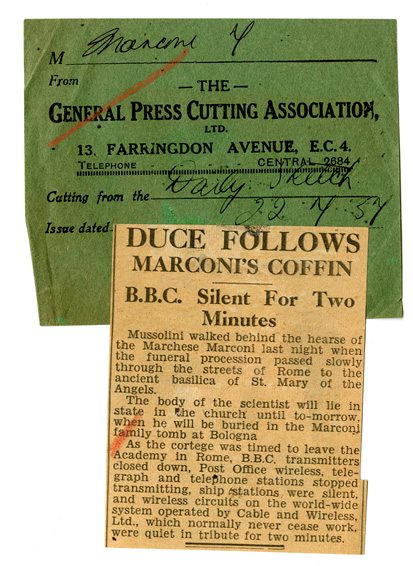 M Marconi Y
From
— THE —
GENERAL PRESS CUTTING ASSOCIATION,
LTD.
13. FARRINGDON AVENUE, E.C. 4.
TELEPHONE CENTRAL 2684
Cutting from the Daily Sketch
Issue dated 22 7 37
DUCE FOLLOWS
MARCONI'S COFFIN
B.B.C. Silent For Two
Minutes
Mussolini walked behind the hearse of
the Marchese Marconi last night when
the funeral procession passed slowly
through the streets of Rome to the
ancient basilica of St. Mary of the
Angels.
The body of the scientist will lie in
state in the church until to-morrow,
when he will be buried in the Marconi
family tomb at Bologna
As the cortege was timed to leave the
Academy in Rome, B.B.C. transmitters
closed down, Post Office wireless, tele-
graph and telephone stations stopped
transmitting, ship stations were silent,
and wireless circuits on the world-wide
system operated by Cable and Wireless,
Ltd., which normally never cease work,
were quiet in tribute for two minutes.